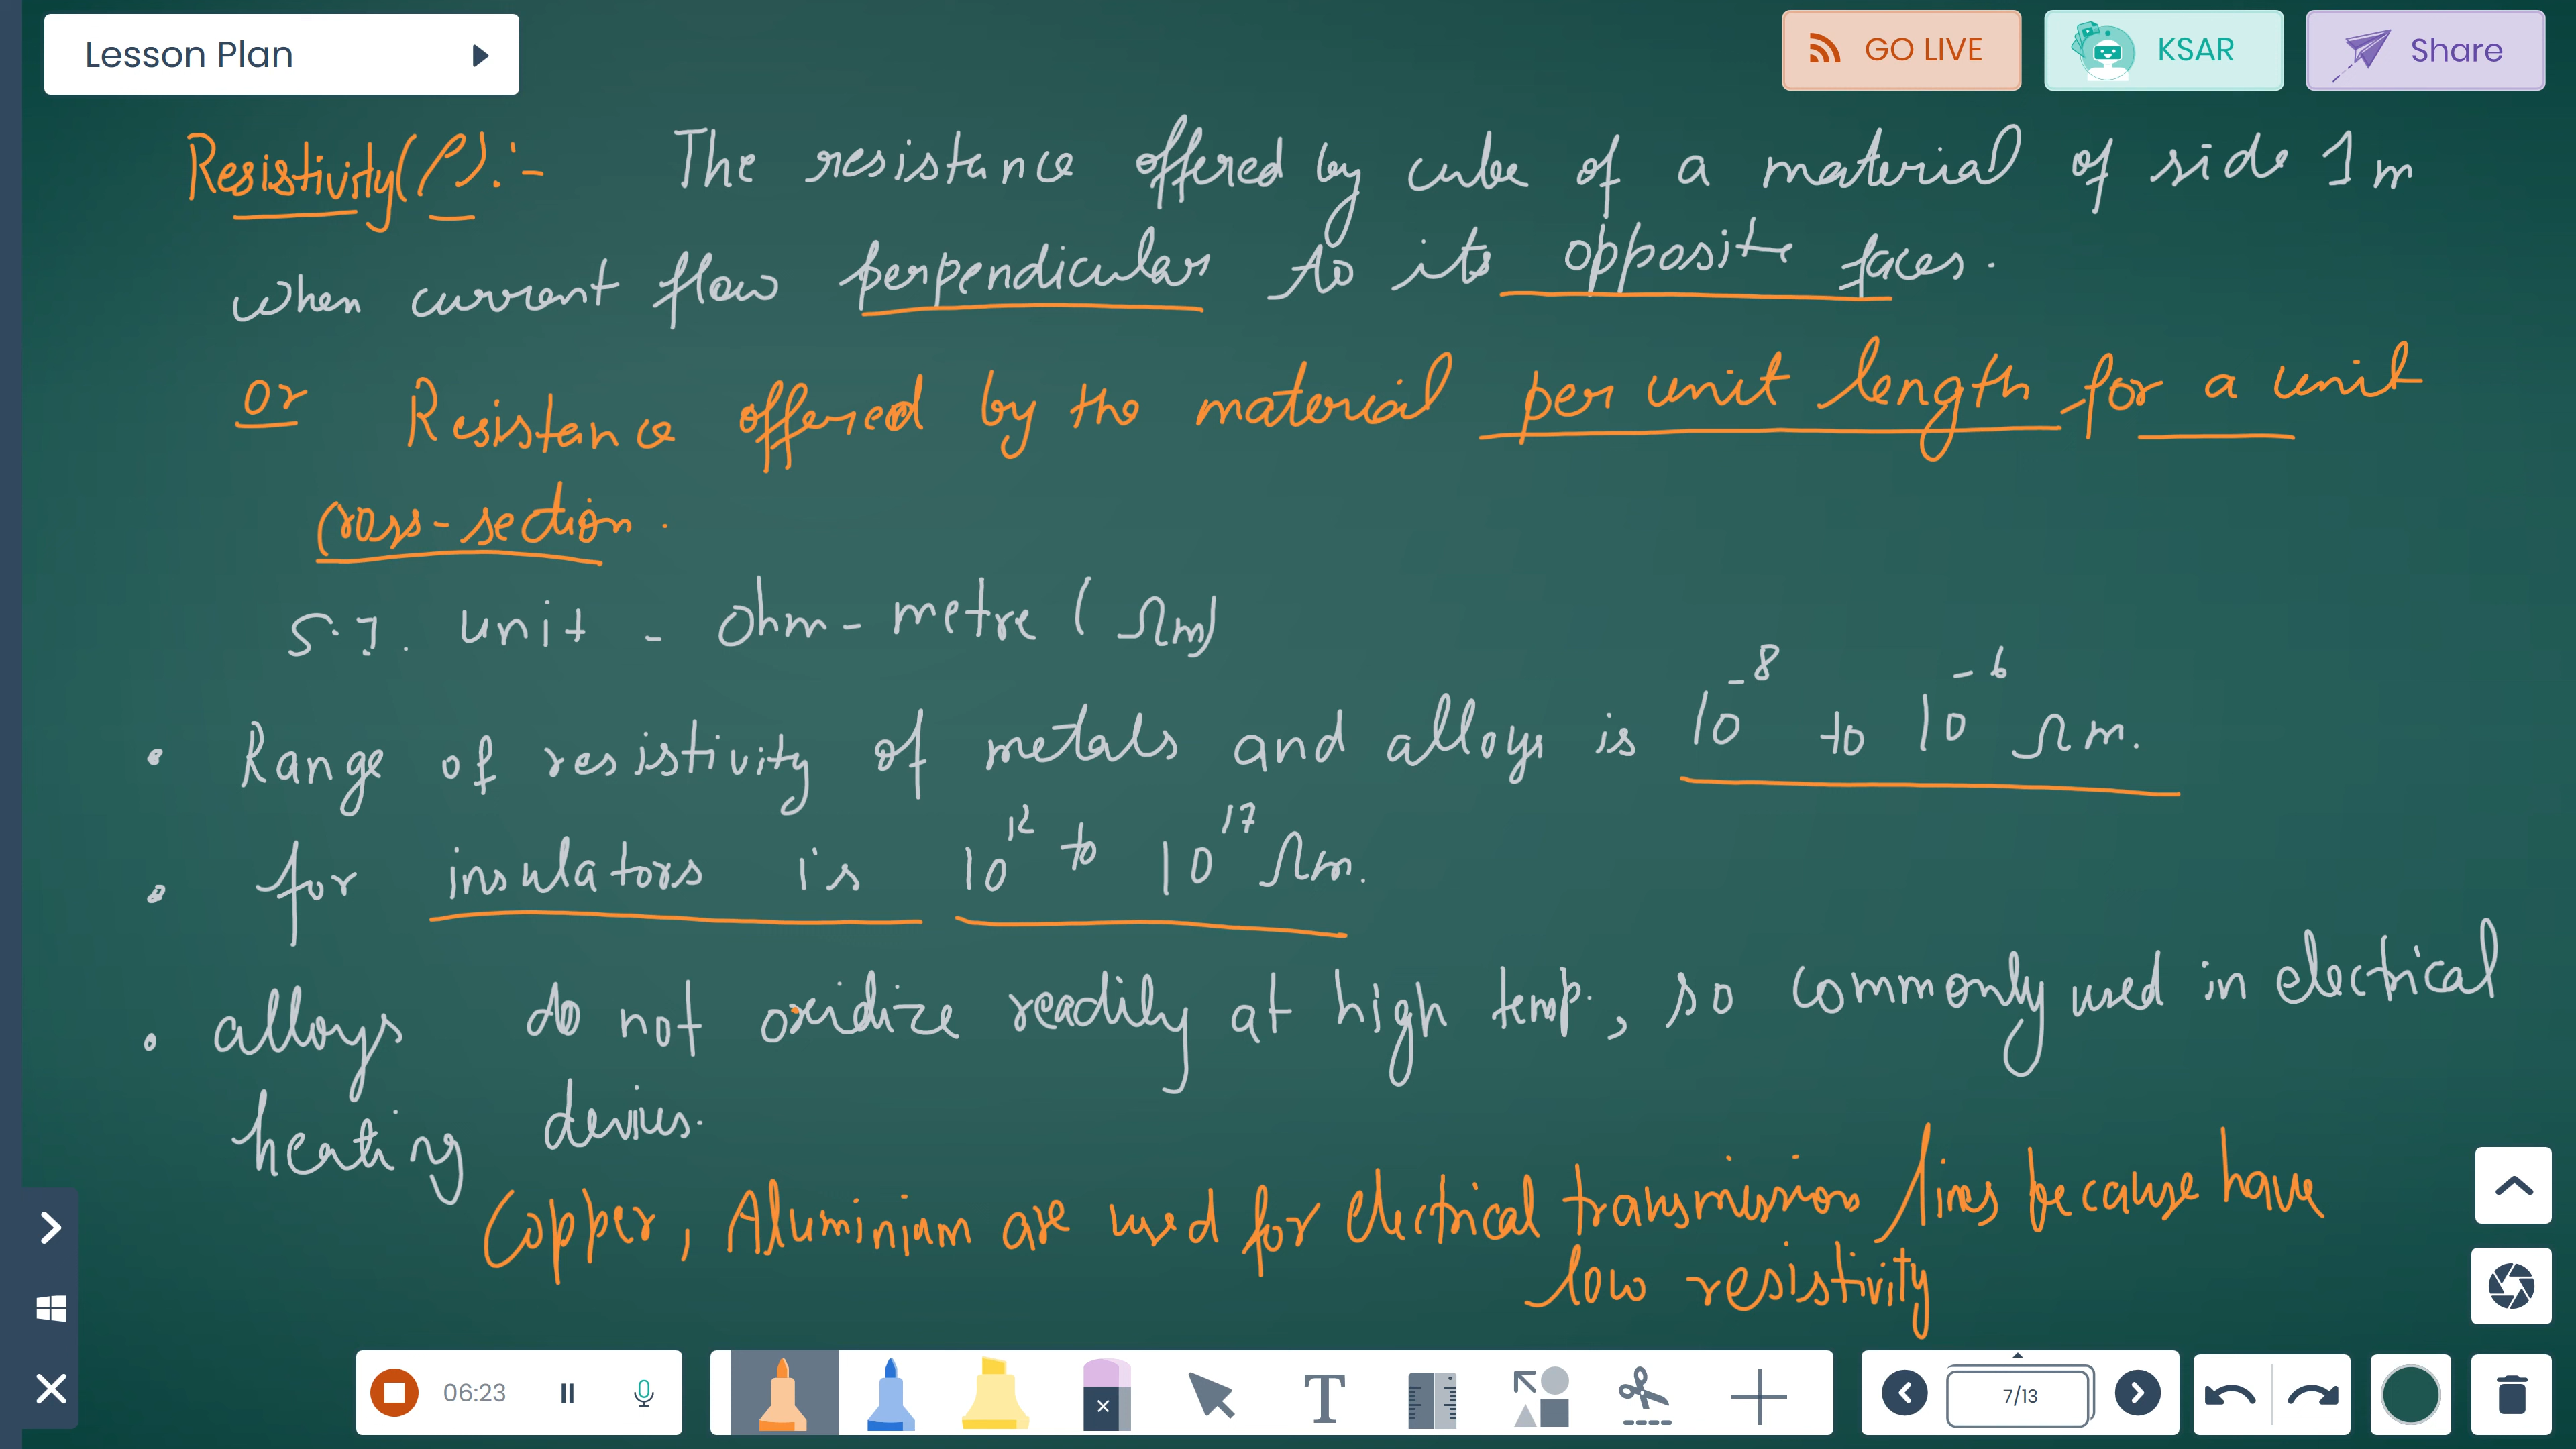 Lesson Plan
GO LIVE
KSAR
Share
Resistivity(ρ):- The resistance offered by cube of a material of side 1m
when current flow perpendicular to its opposite faces.
or Resistance offered by the material per unit length for a unit
cross-section.
S.I. unit - Ohm-metre (Ωm)
• Range of resistivity of metals and alloys is 10⁻⁸ to 10⁻⁶ Ωm.
• for insulators is 10¹² to 10¹⁷ Ωm.
• alloys do not oxidize readily at high temp., so commonly used in electrical
heating devices.
Copper, Aluminium are used for electrical transmission lines because have
low resistivity
06:23
T
7/13